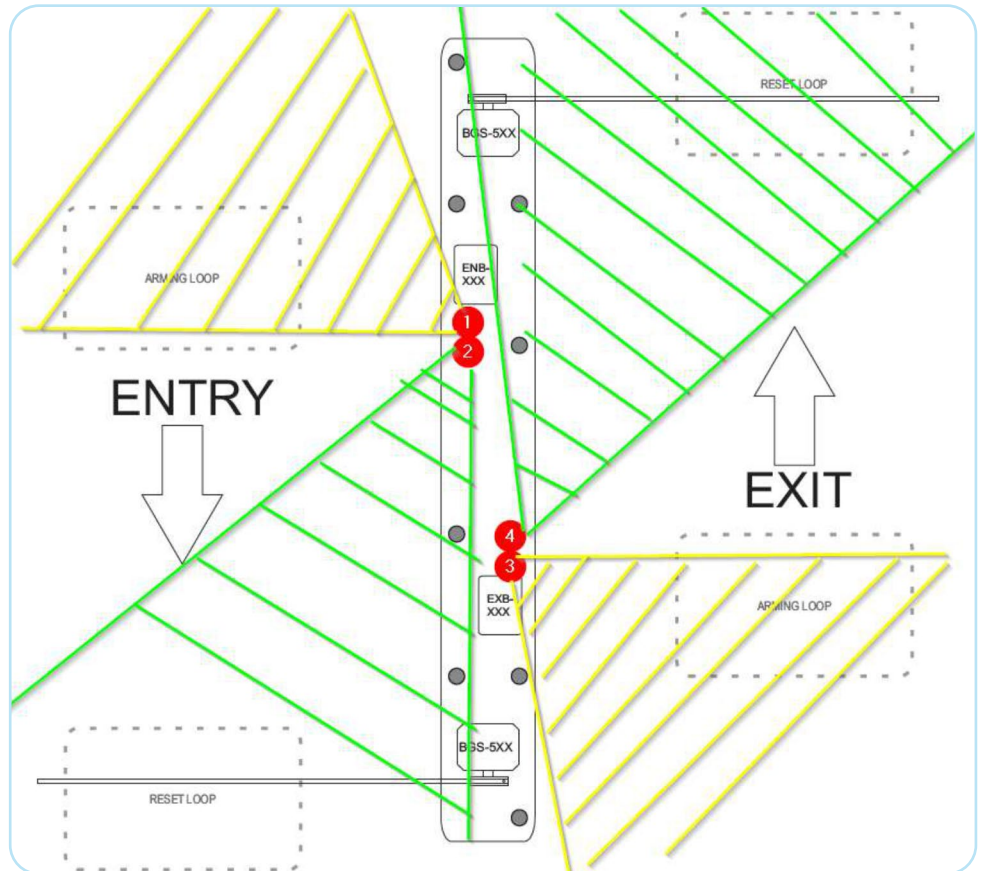 RESET LOOP
BGS-5XX
ENB-
XXX
ARMING LOOP
1
2
ENTRY
EXIT
4
3
EXB-
XXX
ARMING LOOP
BGS-5XX
RESET LOOP